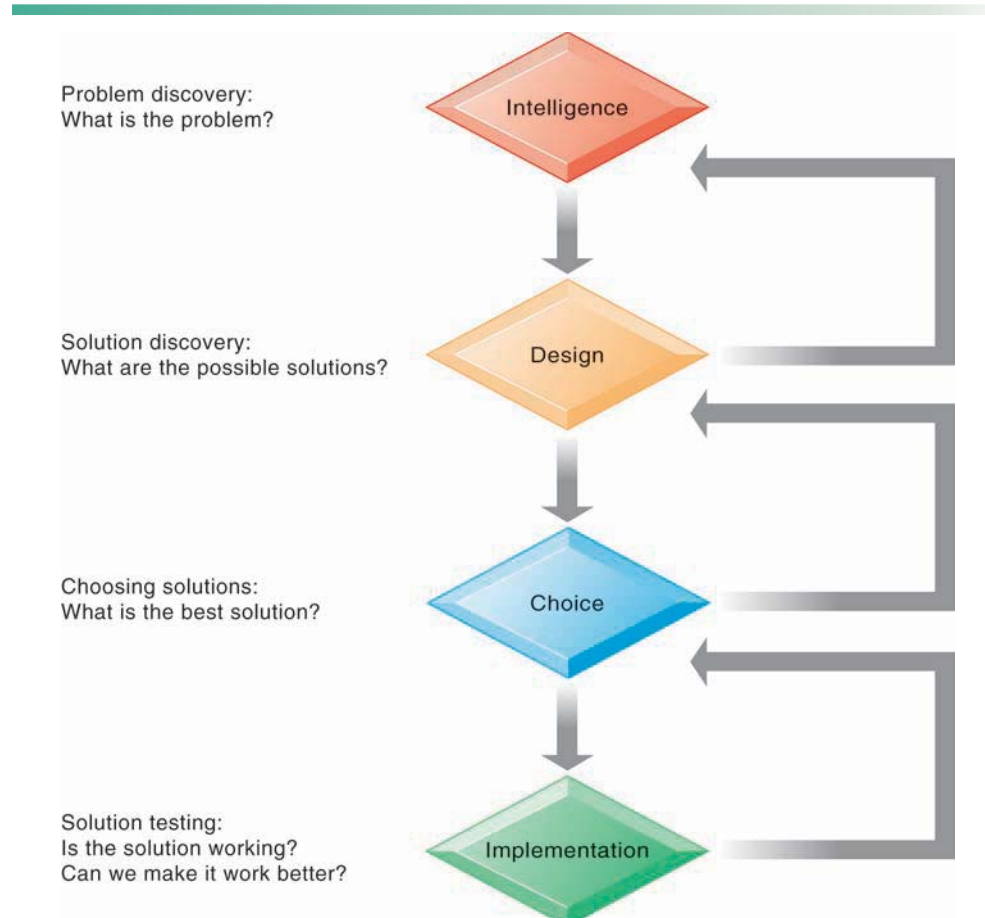 Problem discovery:
What is the problem?
Intelligence
Solution discovery:
What are the possible solutions?
Design
Choosing solutions:
What is the best solution?
Choice
Solution testing:
Is the solution working?
Can we make it work better?
Implementation